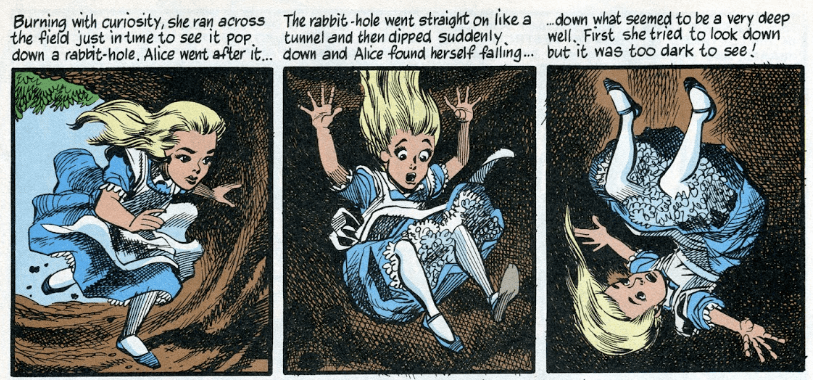 Burning with curiosity, she ran across
the field just in time to see it pop
down a rabbit-hole. Alice went after it...
The rabbit-hole went straight on like a
tunnel and then dipped suddenly
down and Alice found herself falling...
...down what seemed to be a very deep
well. First she tried to look down
but it was too dark to see!